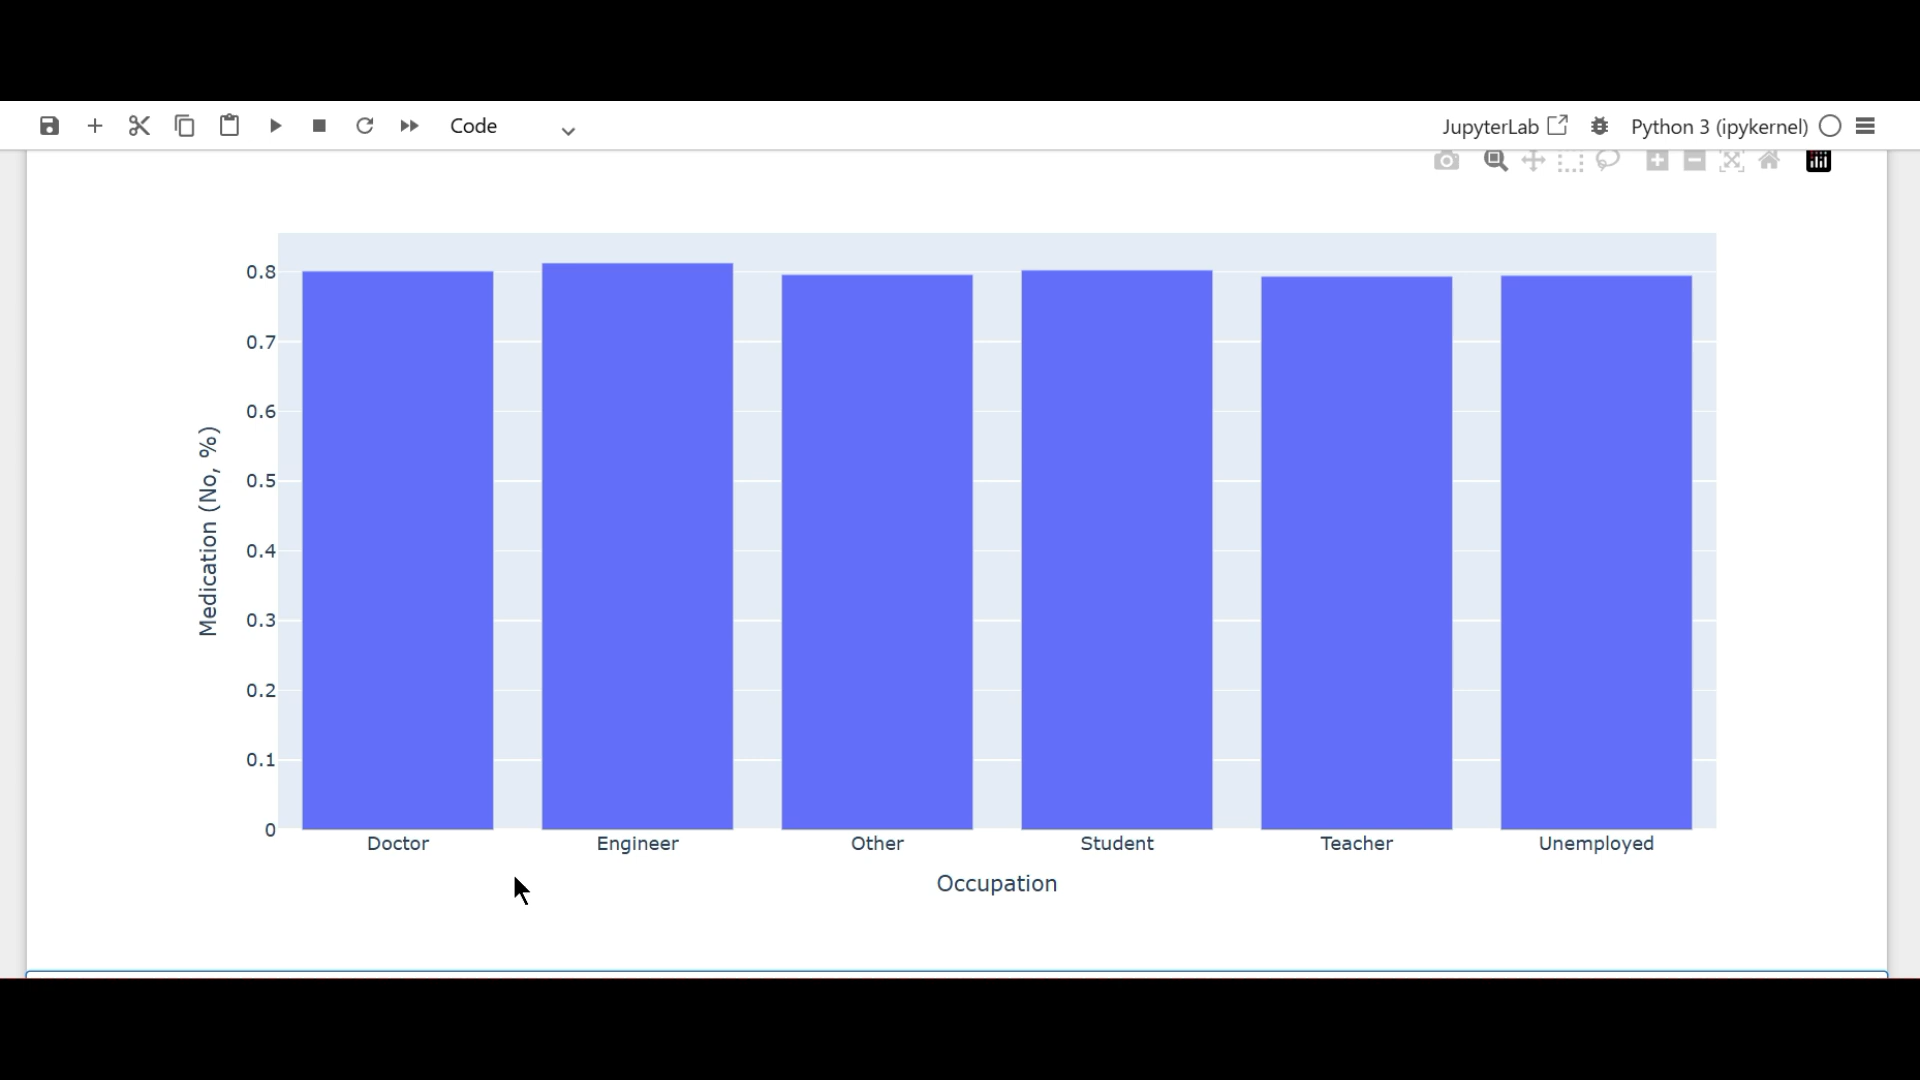 Code
JupyterLab
Python 3 (ipykernel)
0.8
0.7
0.6
0.5
0.4
0.3
0.2
0.1
0
Medication (No, %)
Doctor Engineer Other Student Teacher Unemployed
Occupation